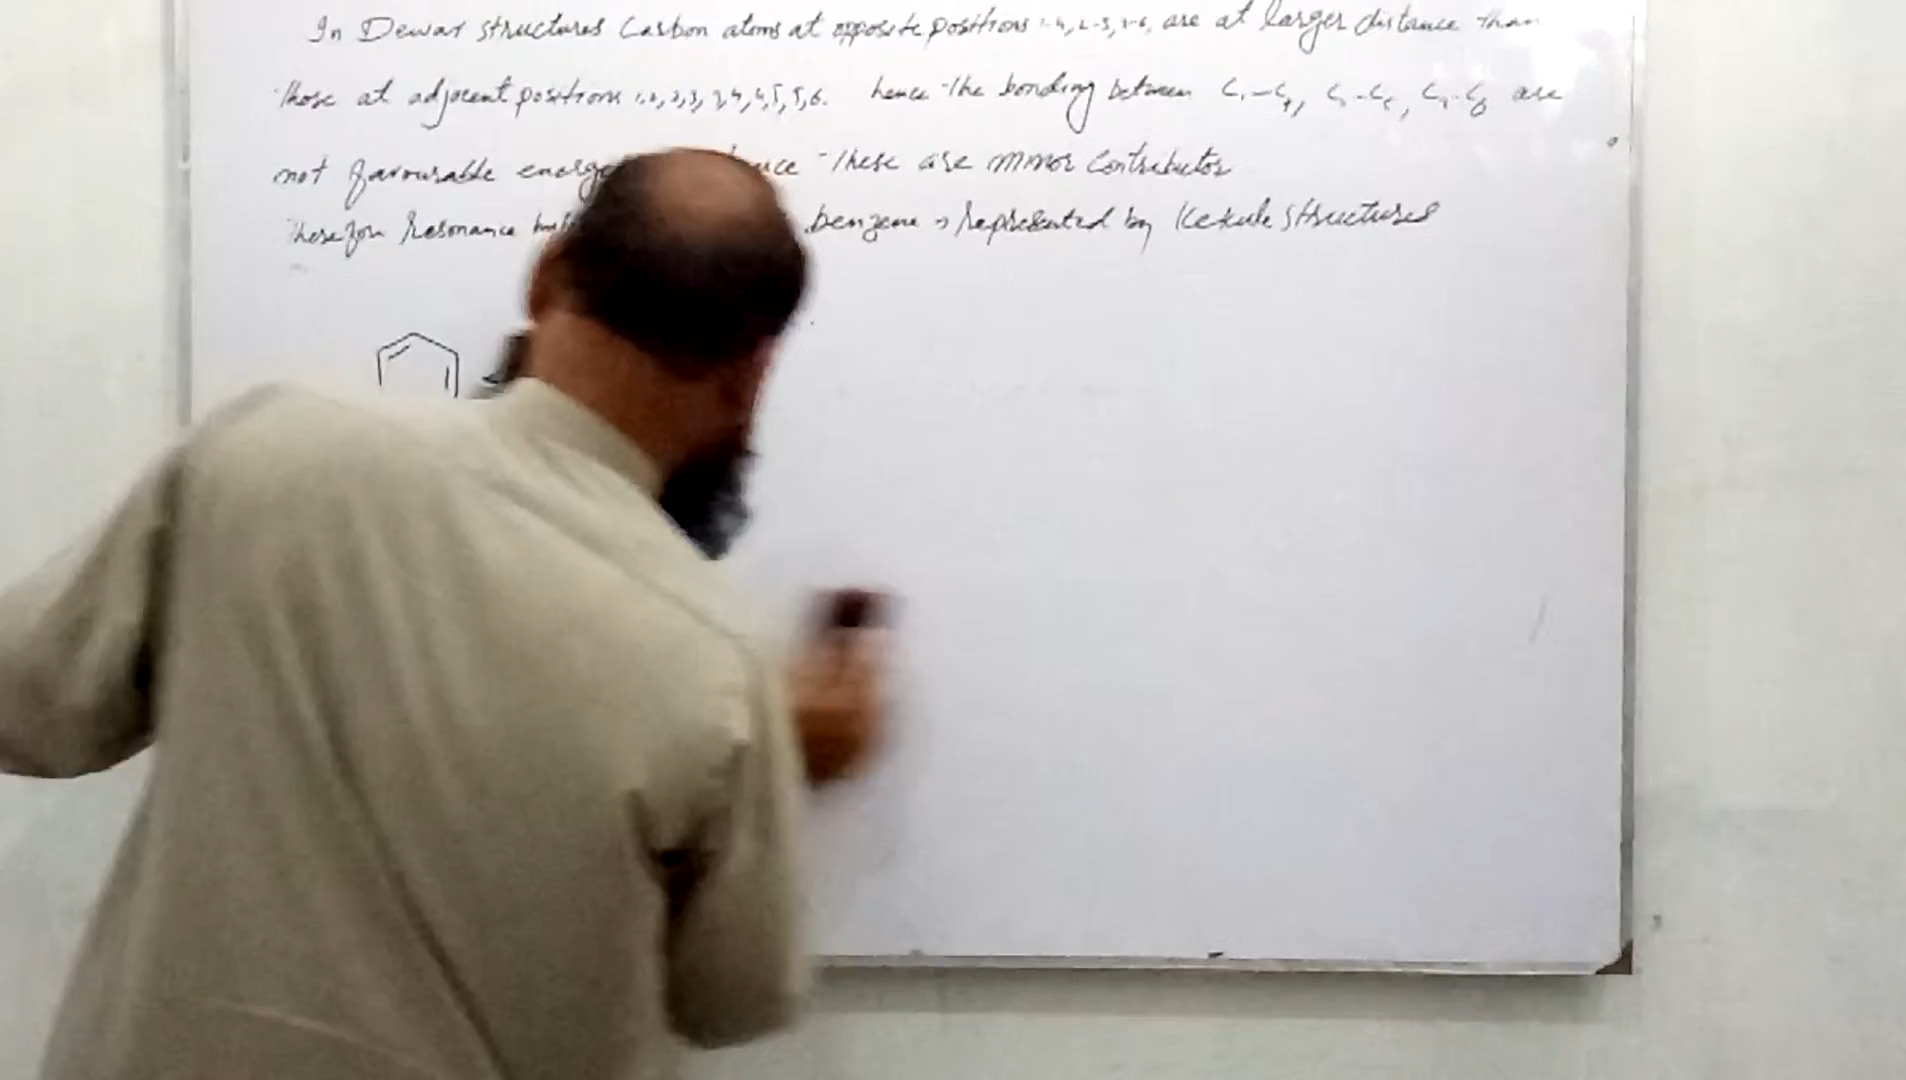 In Dewar structures Carbon atoms at opposite positions 1-4, 2-5, 3-6, are at larger distance than
those at adjacent positions 1,2, 2,3, 3,4, 4,5, 5,6. hence the bonding between C1-C4, C2-C5, C3-C6 are
not favourable these are minor contributor
Therefore Resonance benzene is represented by Kekule structures